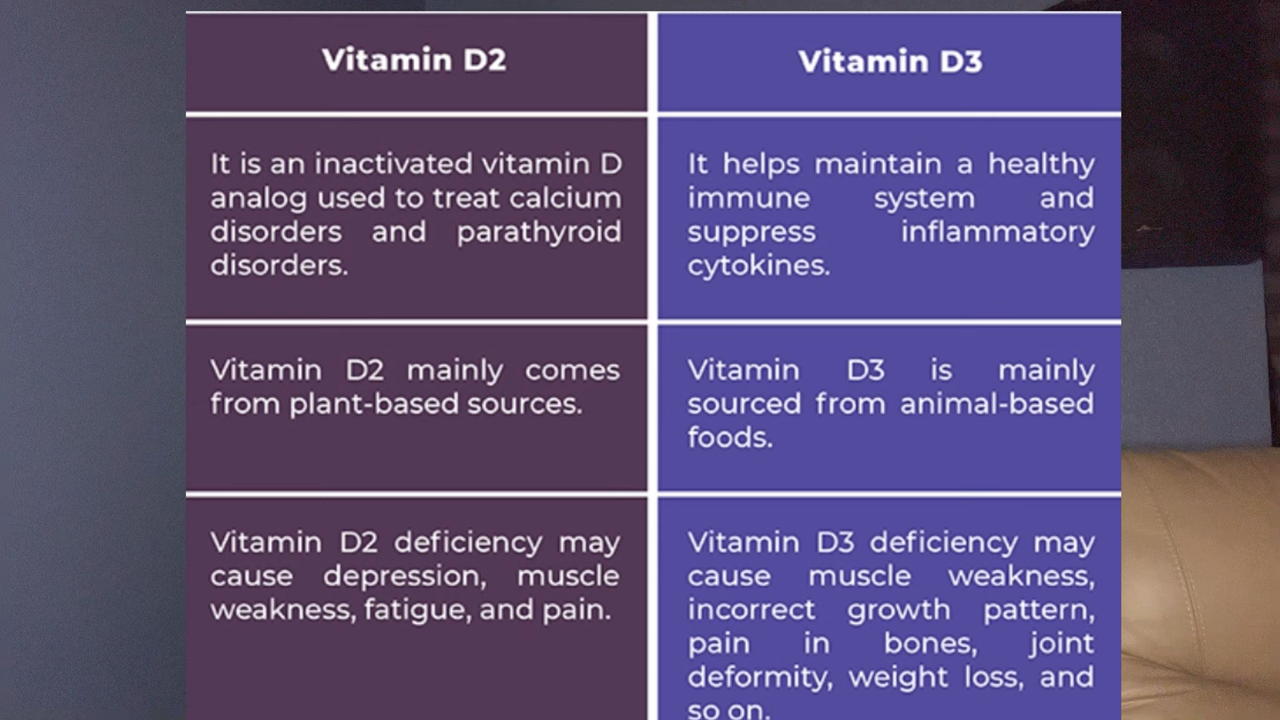 Vitamin D2
Vitamin D3
It is an inactivated vitamin D
analog used to treat calcium
disorders and parathyroid
disorders.
It helps maintain a healthy
immune system and
suppress inflammatory
cytokines.
Vitamin D2 mainly comes
from plant-based sources.
Vitamin D3 is mainly
sourced from animal-based
foods.
Vitamin D2 deficiency may
cause depression, muscle
weakness, fatigue, and pain.
Vitamin D3 deficiency may
cause muscle weakness,
incorrect growth pattern,
pain in bones, joint
deformity, weight loss, and
so on.